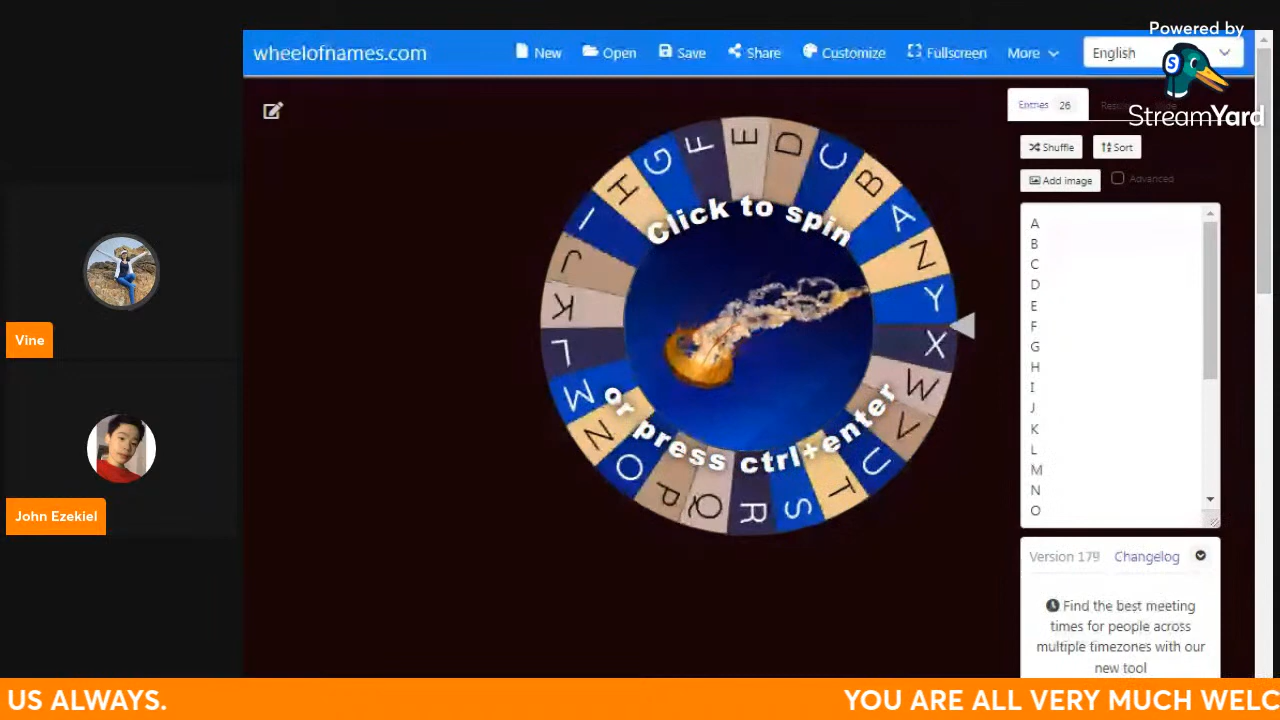 Powered by
StreamYard
wheelofnames.com
New
Open
Save
Share
Customize
Fullscreen
More
English
Entries 26
Shuffle
Sort
Add image
Advanced
A
B
C
D
E
F
G
H
I
J
K
L
M
N
O
Click to spin
or press ctrl+enter
A
B
C
D
E
F
G
H
I
J
K
L
M
N
O
P
Q
R
S
T
U
V
W
X
Y
Z
Vine
John Ezekiel
Version 179
Changelog
Find the best meeting
times for people across
multiple timezones with our
new tool
US ALWAYS.
YOU ARE ALL VERY MUCH WELC